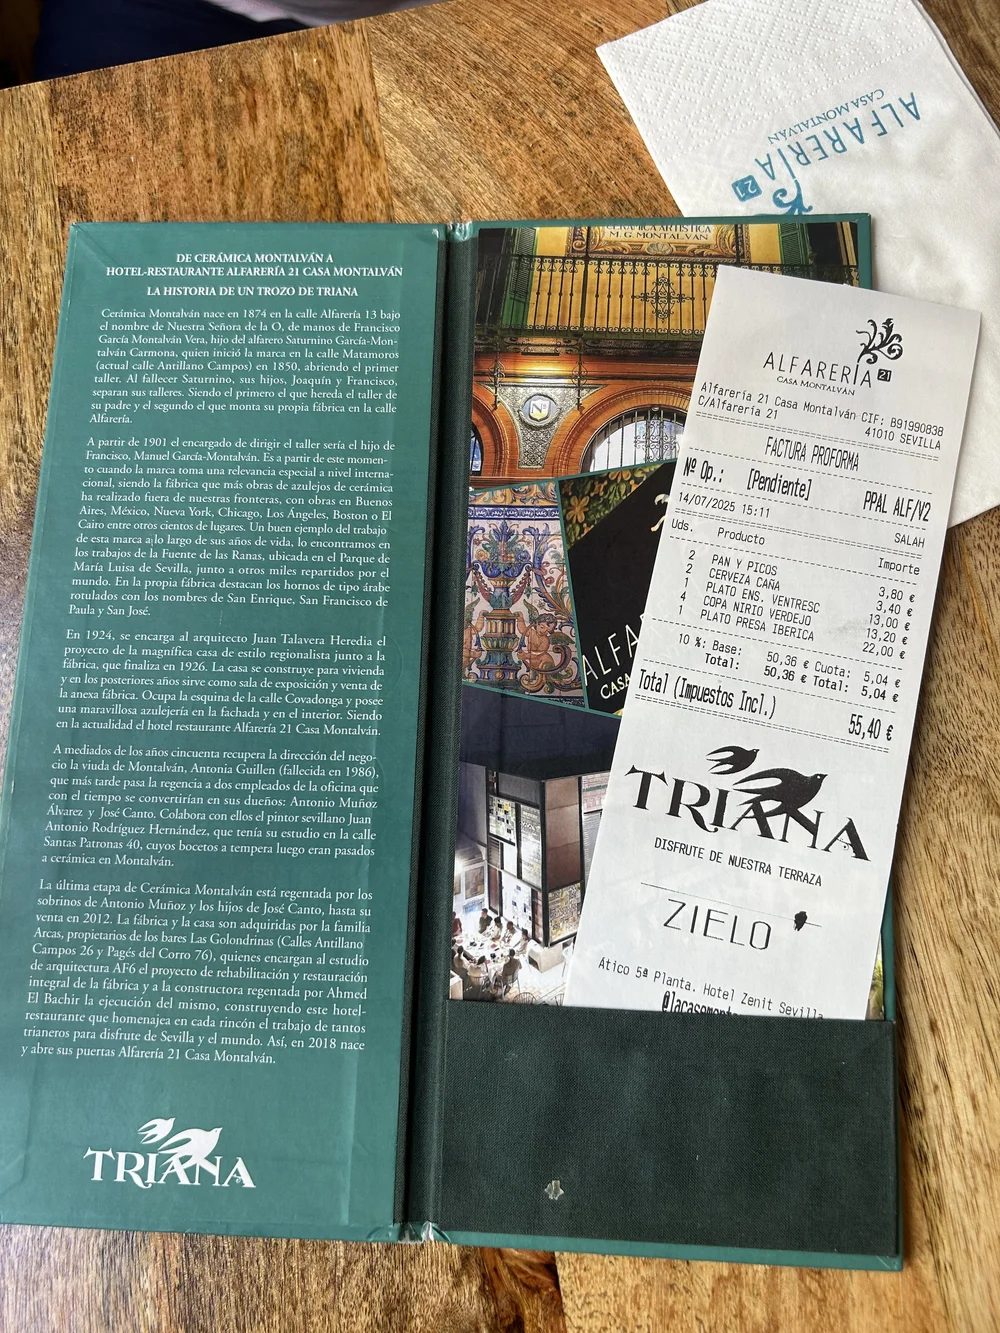 DE CERÁMICA MONTALVÁN A
HOTEL-RESTAURANTE ALFARERÍA 21 CASA MONTALVÁN
LA HISTORIA DE UN TROZO DE TRIANA
Cerámica Montalván nace en 1874 en la calle Alfarería 13 bajo
el nombre de Nuestra Señora de la O, de manos de Francisco
García Montalván Vera, hijo del alfarero Saturnino García-Mon-
talván Carmona, quien inició la marca en la calle Matamoros
(actual calle Antillano Campos) en 1850, abriendo el primer
taller. Al fallecer Saturnino, sus hijos, Joaquín y Francisco,
separan sus talleres. Siendo el primero el que hereda el taller de
su padre y el segundo el que monta su propia fábrica en la calle
Alfarería.
A partir de 1901 el encargado de dirigir el taller sería el hijo de
Francisco, Manuel García-Montalván. Es a partir de este momen-
to cuando la marca toma una relevancia especial a nivel interna-
cional, siendo la fábrica que más obras de azulejos de cerámica
ha realizado fuera de nuestras fronteras, con obras en Buenos
Aires, México, Nueva York, Chicago, Los Ángeles, Boston o El
Cairo entre otros cientos de lugares. Un buen ejemplo del trabajo
de esta marca a lo largo de sus años de vida, lo encontramos en
los trabajos de la Fuente de las Ranas, ubicada en el Parque de
María Luisa de Sevilla, junto a otros miles repartidos por el
mundo. En la propia fábrica destacan los hornos de tipo árabe
rotulados con los nombres de San Enrique, San Francisco de
Paula y San José.
En 1924, se encarga al arquitecto Juan Talavera Heredia el
proyecto de la magnífica casa de estilo regionalista junto a la
fábrica, que finaliza en 1926. La casa se construye para vivienda
y en los posteriores años sirve como sala de exposición y venta de
la anexa fábrica. Ocupa la esquina de la calle Covadonga y posee
una maravillosa azulejería en la fachada y en el interior. Siendo
en la actualidad el hotel restaurante Alfarería 21 Casa Montalván.
A mediados de los años cincuenta recupera la dirección del nego-
cio la viuda de Montalván, Antonia Guillen (fallecida en 1986),
que más tarde pasa la regencia a dos empleados de la oficina que
con el tiempo se convertirían en sus dueños: Antonio Muñoz
Álvarez y José Canto. Colabora con ellos el pintor sevillano Juan
Antonio Rodríguez Hernández, que tenía su estudio en la calle
Santas Patronas 40, cuyos bocetos a tempera luego eran pasados
a cerámica en Montalván.
La última etapa de Cerámica Montalván está regentada por los
sobrinos de Antonio Muñoz y los hijos de José Canto, hasta su
venta en 2012. La fábrica y la casa son adquiridas por la familia
Arcas, propietarios de los bares Las Golondrinas (Calles Antillano
Campos 26 y Pagés del Corro 76), quienes encargan al estudio
de arquitectura AF6 el proyecto de rehabilitación y restauración
integral de la fábrica y a la constructora regentada por Ahmed
El Bachir la ejecución del mismo, construyendo este hotel-
restaurante que homenajea en cada rincón el trabajo de tantos
trianeros para disfrute de Sevilla y el mundo. Así, en 2018 nace
y abre sus puertas Alfarería 21 Casa Montalván.
TRIANA
ALFARERÍA 21
CASA MONTALVÁN
CERÁMICA ARTÍSTICA
M. G. MONTALVAN
Nº
ALFA
CASA
ALFARERÍA 21
CASA MONTALVÁN
Alfarería 21 Casa Montalván CIF: B91990838
C/Alfarería 21 41010 SEVILLA
FACTURA PROFORMA
Nº Op.: [Pendiente] PPAL ALF/V2
14/07/2025 15:11 SALAH
Uds. Producto Importe
2 PAN Y PICOS 3,80 €
2 CERVEZA CAÑA 3,40 €
1 PLATO ENS. VENTRESC 13,00 €
4 COPA NIRIO VERDEJO 13,20 €
1 PLATO PRESA IBERICA 22,00 €
10 %: Base: 50,36 € Cuota: 5,04 €
Total: 50,36 € Total: 5,04 €
Total (Impuestos Incl.) 55,40 €
TRIANA
DISFRUTE DE NUESTRA TERRAZA
ZIELO
Ático 5ª Planta. Hotel Zenit Sevilla